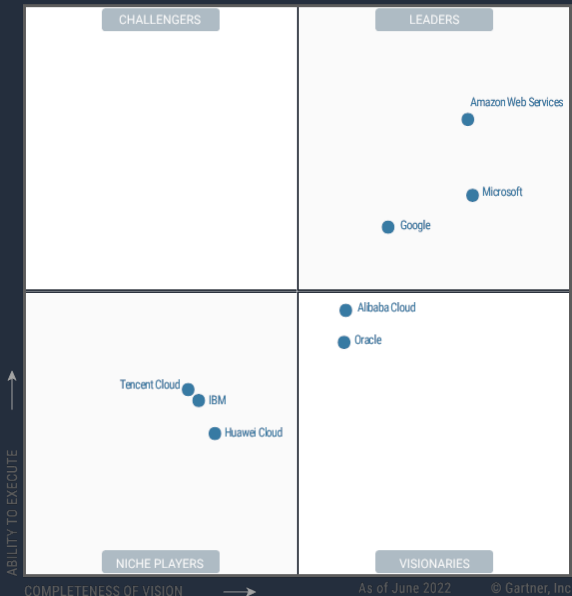 CHALLENGERS
LEADERS
Amazon Web Services
Microsoft
Google
Alibaba Cloud
Oracle
Tencent Cloud
IBM
Huawei Cloud
NICHE PLAYERS
VISIONARIES
ABILITY TO EXECUTE
COMPLETENESS OF VISION
As of June 2022
© Gartner, Inc